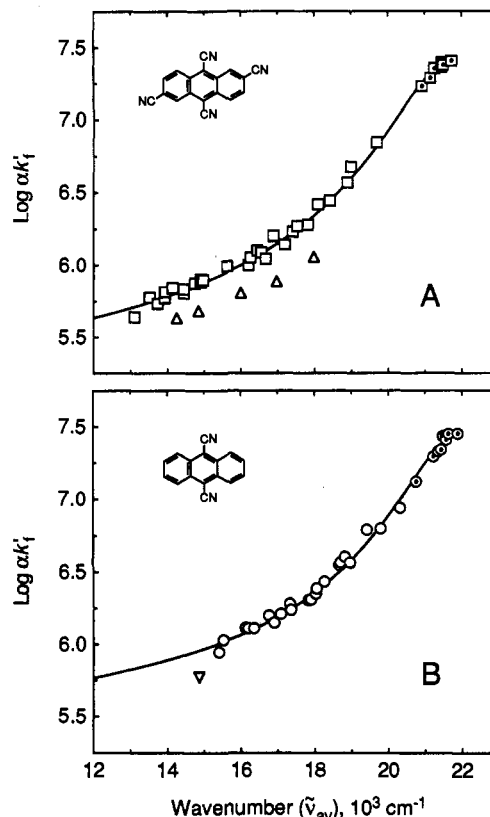 7.5
7.0
6.5
6.0
5.5
Log αk′f
CN
CN
NC
CN
A
7.5
7.0
6.5
6.0
5.5
Log αk′f
CN
CN
B
12 14 16 18 20 22
Wavenumber (ν̃av), 10³ cm⁻¹